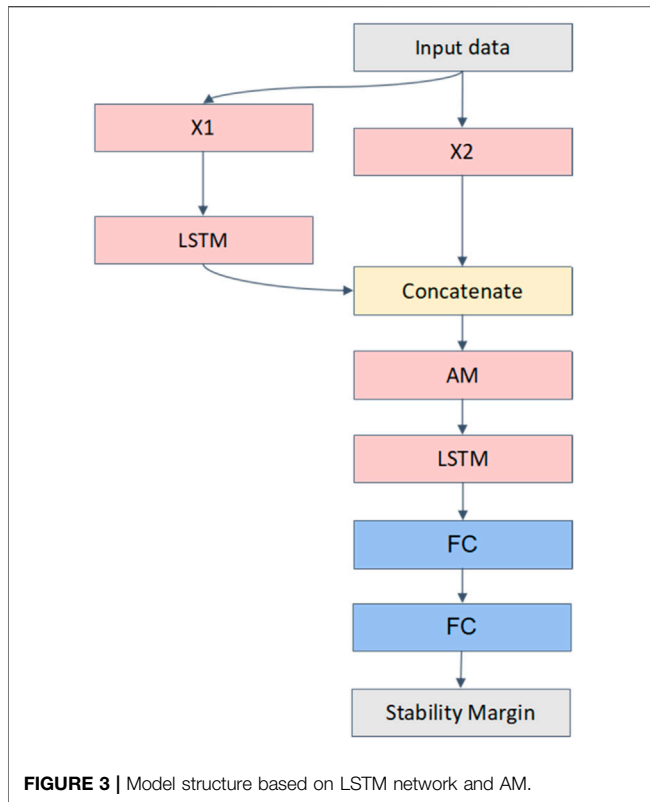 Input data
X1
X2
LSTM
Concatenate
AM
LSTM
FC
FC
Stability Margin
FIGURE 3 | Model structure based on LSTM network and AM.